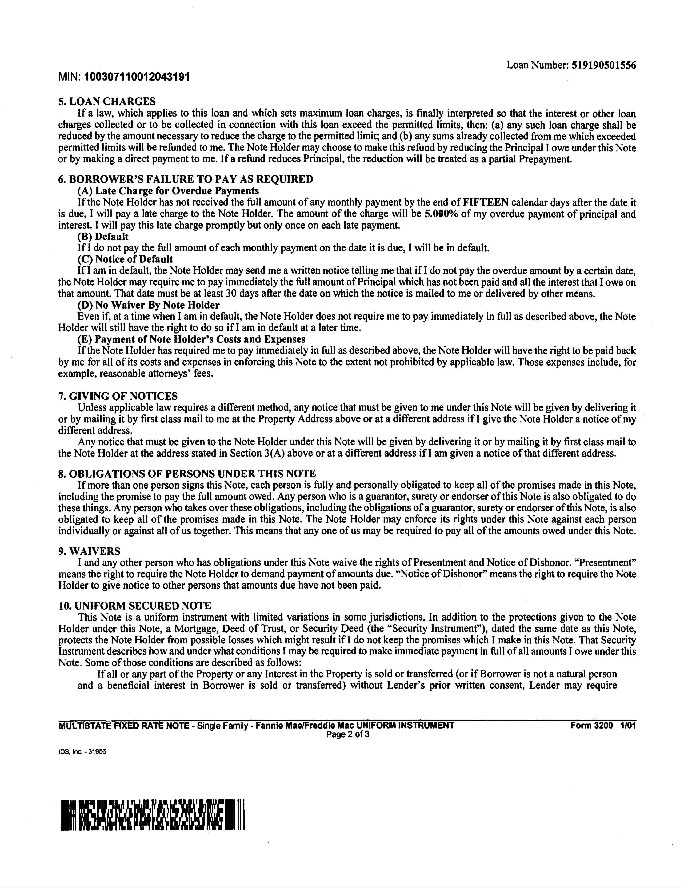 Loan Number: 519190501556
MIN: 100307110012043191
5. LOAN CHARGES
If a law, which applies to this loan and which sets maximum loan charges, is finally interpreted so that the interest or other loan
charges collected or to be collected in connection with this loan exceed the permitted limits, then: (a) any such loan charge shall be
reduced by the amount necessary to reduce the charge to the permitted limit; and (b) any sums already collected from me which exceeded
permitted limits will be refunded to me. The Note Holder may choose to make this refund by reducing the Principal I owe under this Note
or by making a direct payment to me. If a refund reduces Principal, the reduction will be treated as a partial Prepayment.
6. BORROWER'S FAILURE TO PAY AS REQUIRED
(A) Late Charge for Overdue Payments
If the Note Holder has not received the full amount of any monthly payment by the end of FIFTEEN calendar days after the date it
is due, I will pay a late charge to the Note Holder. The amount of the charge will be 5.000% of my overdue payment of principal and
interest. I will pay this late charge promptly but only once on each late payment.
(B) Default
If I do not pay the full amount of each monthly payment on the date it is due, I will be in default.
(C) Notice of Default
If I am in default, the Note Holder may send me a written notice telling me that if I do not pay the overdue amount by a certain date,
the Note Holder may require me to pay immediately the full amount of Principal which has not been paid and all the interest that I owe on
that amount. That date must be at least 30 days after the date on which the notice is mailed to me or delivered by other means.
(D) No Waiver By Note Holder
Even if, at a time when I am in default, the Note Holder does not require me to pay immediately in full as described above, the Note
Holder will still have the right to do so if I am in default at a later time.
(E) Payment of Note Holder's Costs and Expenses
If the Note Holder has required me to pay immediately in full as described above, the Note Holder will have the right to be paid back
by me for all of its costs and expenses in enforcing this Note to the extent not prohibited by applicable law. Those expenses include, for
example, reasonable attorneys' fees.
7. GIVING OF NOTICES
Unless applicable law requires a different method, any notice that must be given to me under this Note will be given by delivering it
or by mailing it by first class mail to me at the Property Address above or at a different address if I give the Note Holder a notice of my
different address.
Any notice that must be given to the Note Holder under this Note will be given by delivering it or by mailing it by first class mail to
the Note Holder at the address stated in Section 3(A) above or at a different address if I am given a notice of that different address.
8. OBLIGATIONS OF PERSONS UNDER THIS NOTE
If more than one person signs this Note, each person is fully and personally obligated to keep all of the promises made in this Note,
including the promise to pay the full amount owed. Any person who is a guarantor, surety or endorser of this Note is also obligated to do
these things. Any person who takes over these obligations, including the obligations of a guarantor, surety or endorser of this Note, is also
obligated to keep all of the promises made in this Note. The Note Holder may enforce its rights under this Note against each person
individually or against all of us together. This means that any one of us may be required to pay all of the amounts owed under this Note.
9. WAIVERS
I and any other person who has obligations under this Note waive the rights of Presentment and Notice of Dishonor. "Presentment"
means the right to require the Note Holder to demand payment of amounts due. "Notice of Dishonor" means the right to require the Note
Holder to give notice to other persons that amounts due have not been paid.
10. UNIFORM SECURED NOTE
This Note is a uniform instrument with limited variations in some jurisdictions. In addition to the protections given to the Note
Holder under this Note, a Mortgage, Deed of Trust, or Security Deed (the "Security Instrument"), dated the same date as this Note,
protects the Note Holder from possible losses which might result if I do not keep the promises which I make in this Note. That Security
Instrument describes how and under what conditions I may be required to make immediate payment in full of all amounts I owe under this
Note. Some of those conditions are described as follows:
If all or any part of the Property or any Interest in the Property is sold or transferred (or if Borrower is not a natural person
and a beneficial interest in Borrower is sold or transferred) without Lender's prior written consent, Lender may require
MULTISTATE FIXED RATE NOTE - Single Family - Fannie Mae/Freddie Mac UNIFORM INSTRUMENT Form 3200 1/01
Page 2 of 3
IDS, Inc. - 31955